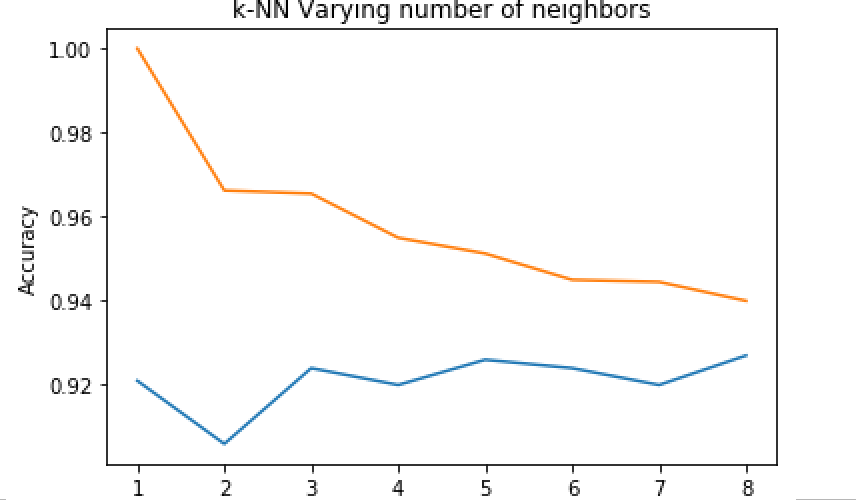 k-NN Varying number of neighbors
1.00
0.98
0.96
0.94
0.92
Accuracy
1 2 3 4 5 6 7 8